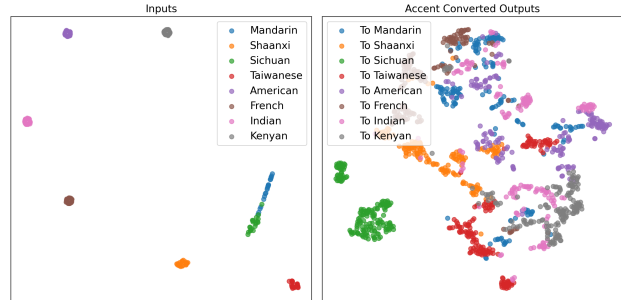 Inputs
Mandarin
Shaanxi
Sichuan
Taiwanese
American
French
Indian
Kenyan
Accent Converted Outputs
To Mandarin
To Shaanxi
To Sichuan
To Taiwanese
To American
To French
To Indian
To Kenyan